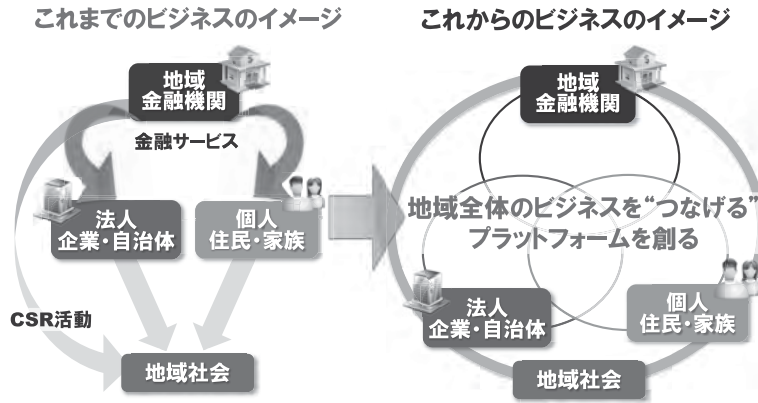 これまでのビジネスのイメージ
地域
金融機関
金融サービス
法人
企業・自治体
個人
住民・家族
CSR活動
地域社会
これからのビジネスのイメージ
地域
金融機関
地域全体のビジネスを“つなげる”
プラットフォームを創る
法人
企業・自治体
個人
住民・家族
地域社会